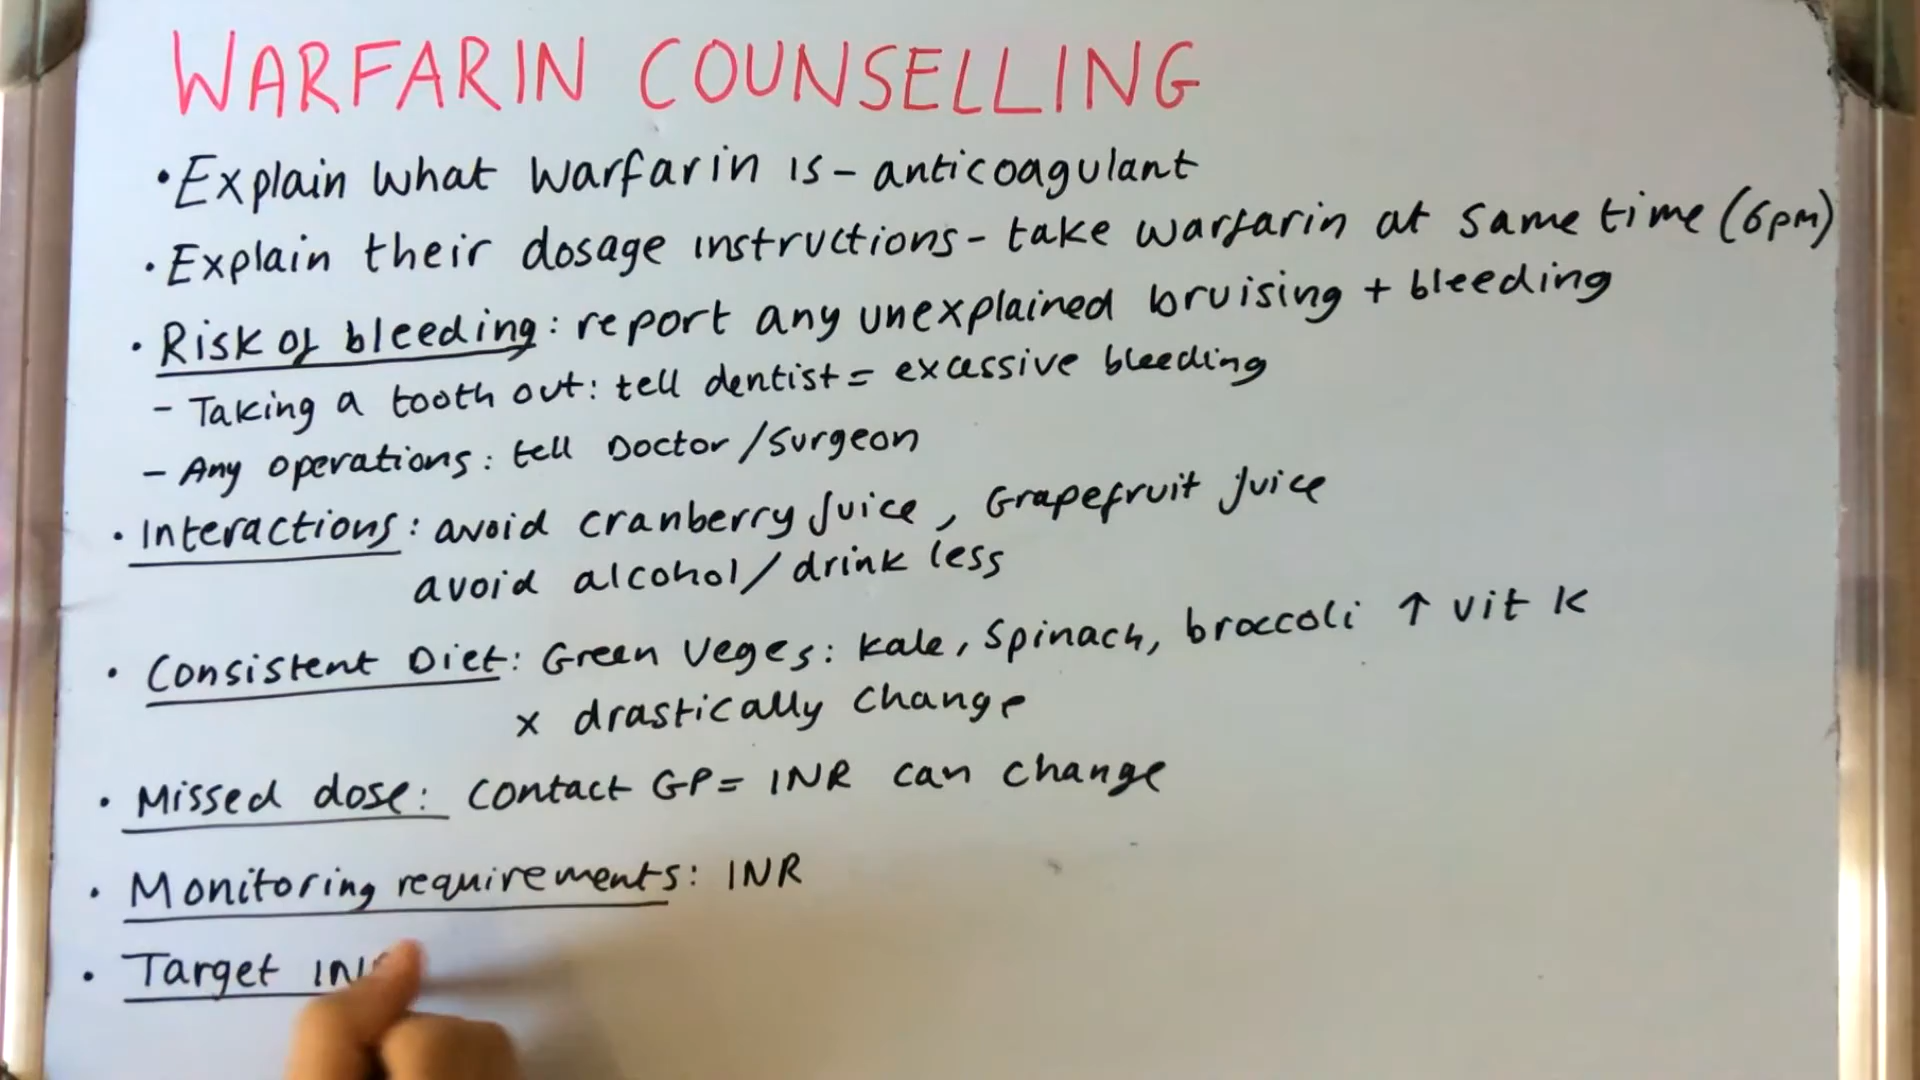 WARFARIN COUNSELLING
• Explain what warfarin is - anticoagulant
• Explain their dosage instructions - take warfarin at same time (6pm)
• Risk of bleeding: report any unexplained bruising + bleeding
- Taking a tooth out: tell dentist = excessive bleeding
- Any operations: tell Doctor/surgeon
• Interactions: avoid cranberry juice, Grapefruit juice
avoid alcohol/drink less
• Consistent Diet: Green Veges: kale, spinach, broccoli ↑ vit K
x drastically change
• Missed dose: contact GP = INR can change
• Monitoring requirements: INR
• Target